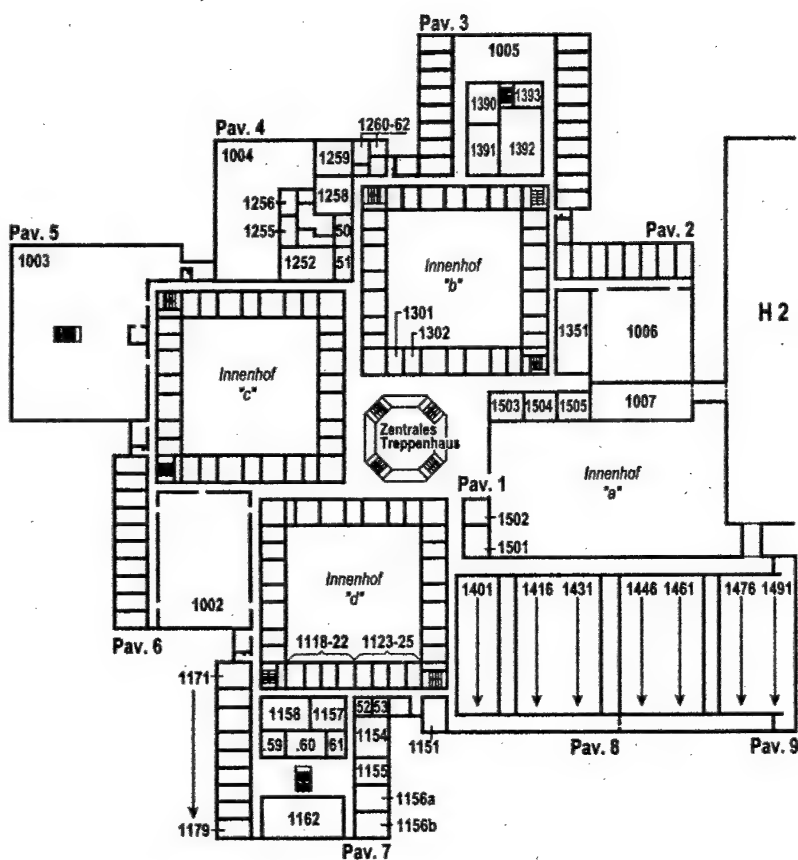 Pav. 3
1005
1390
1393
1391
1392
1260-62
Pav. 4
1004
1259
1258
1256
1255
50
1252
51
Pav. 5
1003
Pav. 2
Innenhof
"b"
1301
1302
1351
1006
H 2
Innenhof
"c"
1503
1504
1505
1007
Zentrales
Treppenhaus
Innenhof
"a"
Pav. 1
1502
1501
1002
Pav. 6
Innenhof
"d"
1118-22
1123-25
1401
1416
1431
1446
1461
1476
1491
1171
1158
1157
52
53
1154
.59
.60
61
1151
Pav. 8
Pav. 9
1155
1156a
1162
1156b
1179
Pav. 7